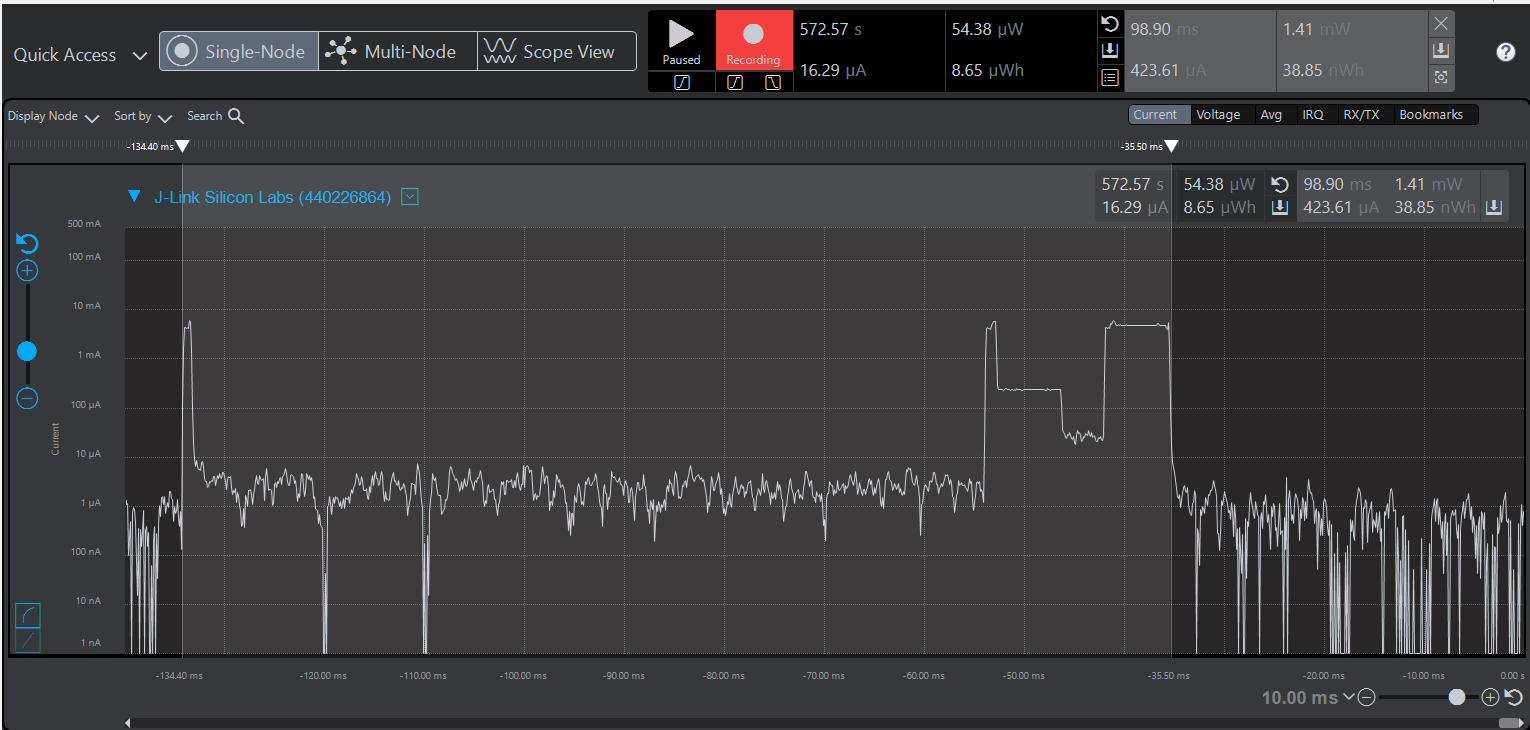 Quick Access
Single-Node
Multi-Node
Scope View
Paused
Recording
572.57 s
54.38 µW
16.29 µA
8.65 µWh
98.90 ms
1.41 mW
423.61 µA
38.85 nWh
?
Display Node
Sort by
Search
Current
Voltage
Avg
IRQ
RX/TX
Bookmarks
-134.40 ms
-35.50 ms
J-Link Silicon Labs (440226864)
572.57 s
54.38 µW
98.90 ms
1.41 mW
16.29 µA
8.65 µWh
423.61 µA
38.85 nWh
500 mA
100 mA
10 mA
1 mA
100 µA
10 µA
1 µA
100 nA
10 nA
1 nA
Current
-134.40 ms
-120.00 ms
-110.00 ms
-100.00 ms
-90.00 ms
-80.00 ms
-70.00 ms
-60.00 ms
-50.00 ms
-35.50 ms
-20.00 ms
-10.00 ms
0.00 s
10.00 ms